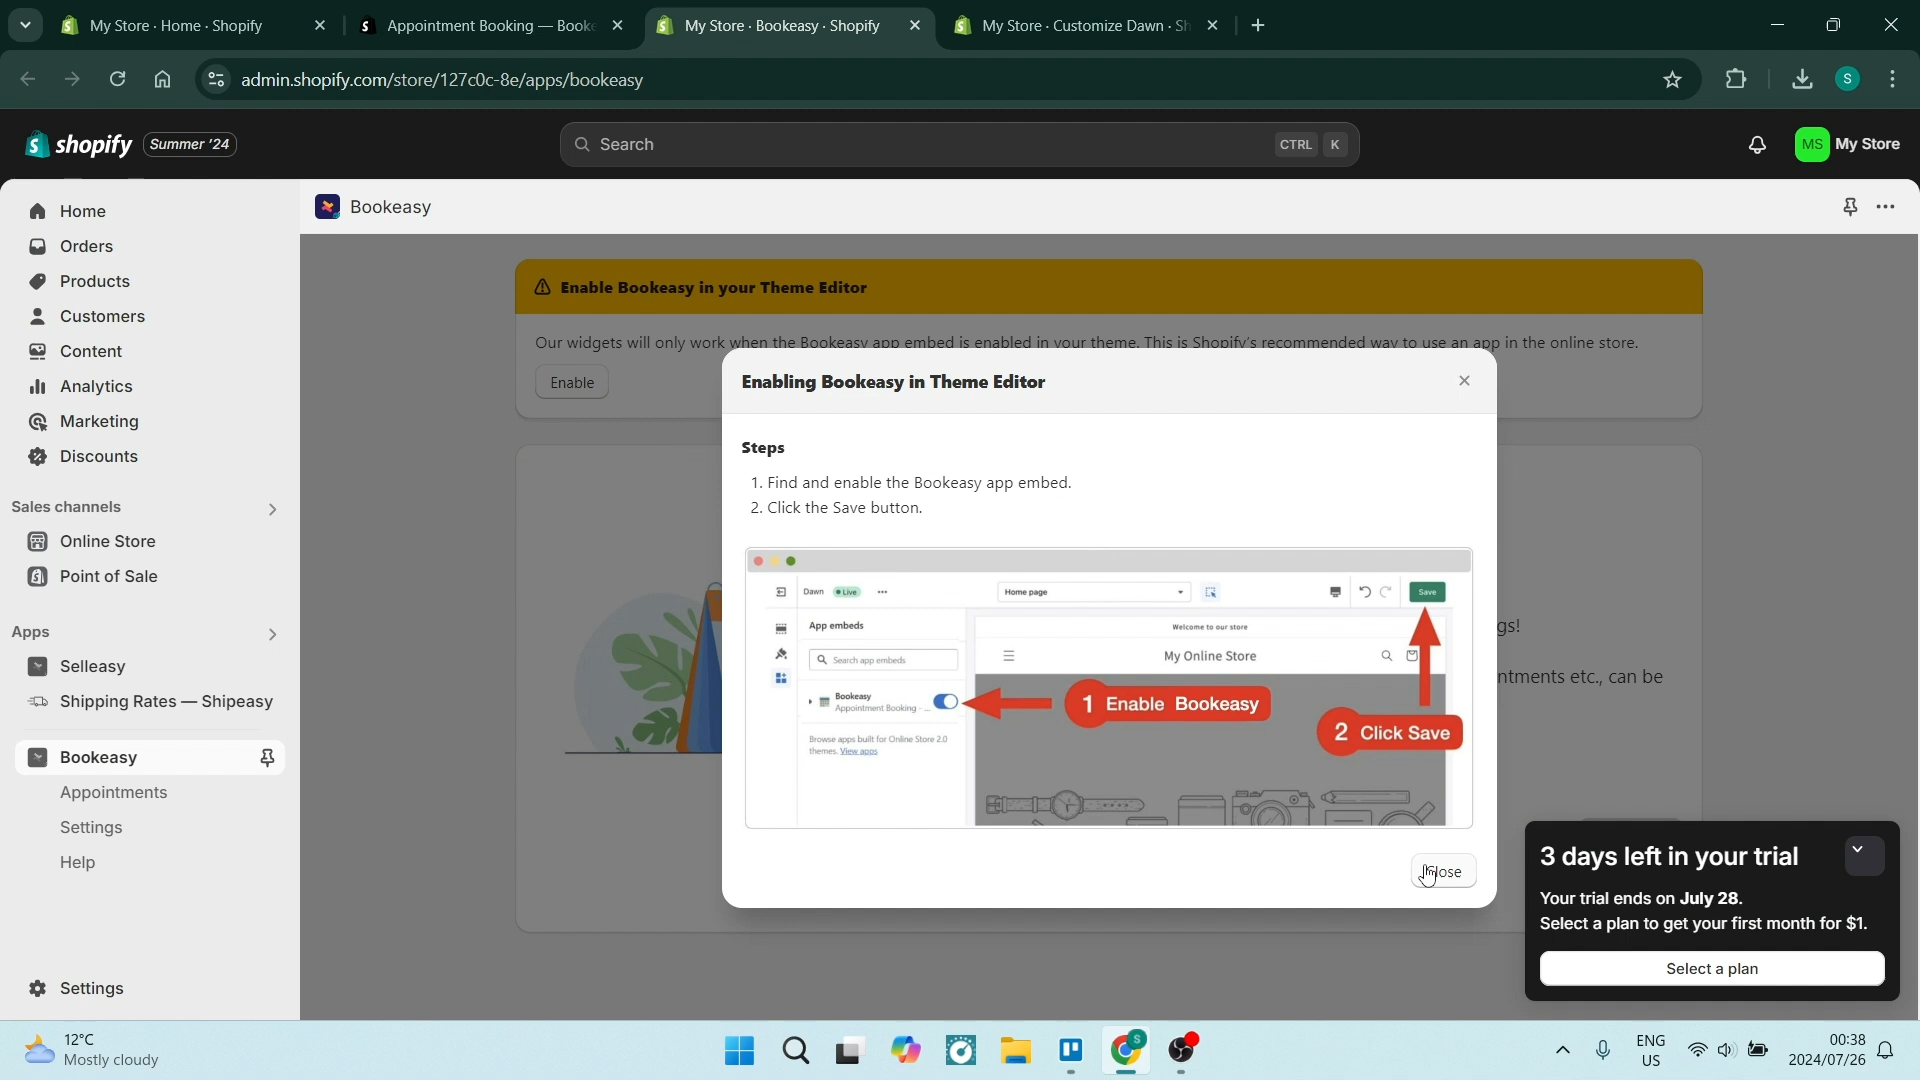 My Store · Home · Shopify
Appointment Booking — Book
My Store · Bookeasy · Shopify
My Store · Customize Dawn · Sh
admin.shopify.com/store/127c0c-8e/apps/bookeasy
S
shopify
Summer '24
Search
CTRL
K
MS
My Store
Home
Orders
Products
Customers
Content
Analytics
Marketing
Discounts
Sales channels
Online Store
Point of Sale
Apps
Selleasy
Shipping Rates — Shipeasy
Bookeasy
Appointments
Settings
Help
Settings
Bookeasy
Enable Bookeasy in your Theme Editor
Our widgets will only work when the Bookeasy app embed is enabled in your theme. This is Shopify's recommended way to use an app in the online store.
Enable
Enabling Bookeasy in Theme Editor
Steps
1. Find and enable the Bookeasy app embed.
2. Click the Save button.
Dawn
Live
Home page
Save
App embeds
Search app embeds
Bookeasy
Appointment Booking - ...
Browse apps built for Online Store 2.0
themes. View apps
Welcome to our store
My Online Store
1 Enable Bookeasy
2 Click Save
Close
gs!
ntments etc., can be
3 days left in your trial
Your trial ends on July 28.
Select a plan to get your first month for $1.
Select a plan
12°C
Mostly cloudy
S
ENG
US
00:38
2024/07/26